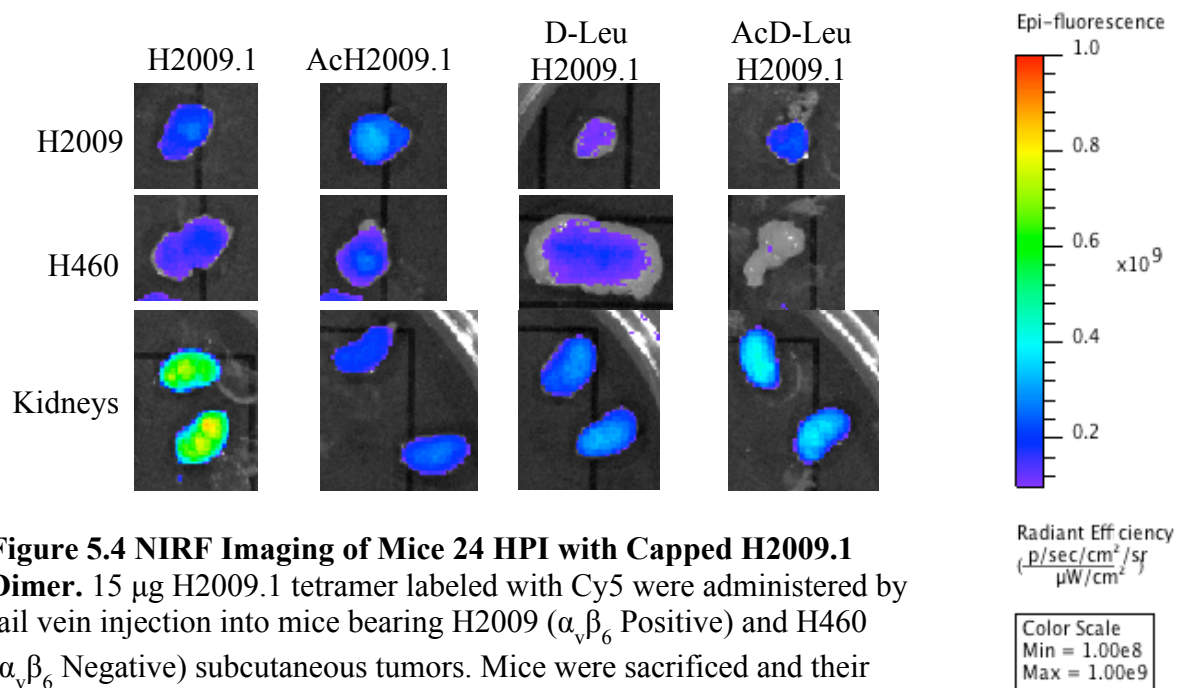 H2009.1
AcH2009.1
D-Leu
H2009.1
AcD-Leu
H2009.1
H2009
H460
Kidneys
Epi-fluorescence
1.0
0.8
0.6
x10⁹
0.4
0.2
Radiant Efficiency
(p/sec/cm²/sr
μW/cm²)
Color Scale
Min = 1.00e8
Max = 1.00e9
Figure 5.4 NIRF Imaging of Mice 24 HPI with Capped H2009.1
Dimer. 15 μg H2009.1 tetramer labeled with Cy5 were administered by
tail vein injection into mice bearing H2009 (αᵥβ₆ Positive) and H460
(αᵥβ₆ Negative) subcutaneous tumors. Mice were sacrificed and their